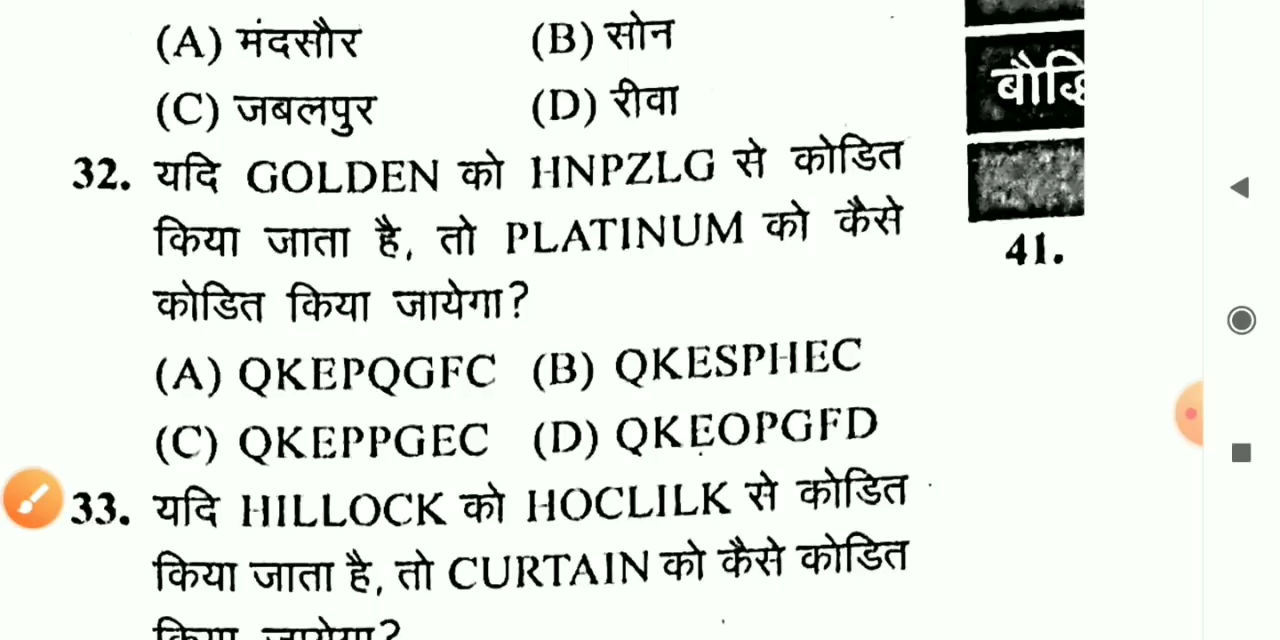 (A) मंदसौर (B) सोन
(C) जबलपुर (D) रीवा
32. यदि GOLDEN को HNPZLG से कोडित
किया जाता है, तो PLATINUM को कैसे
कोडित किया जायेगा?
(A) QKEPQGFC (B) QKESPHEC
(C) QKEPPGEC (D) QKEOPGFD
33. यदि HILLOCK को HOCLILK से कोडित
किया जाता है, तो CURTAIN को कैसे कोडित
किया जायेगा?
बौद्धि
41.